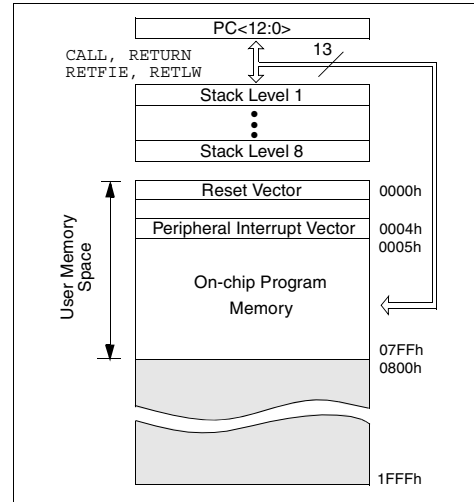 PC<12:0>
CALL, RETURN
RETFIE, RETLW
13
Stack Level 1
Stack Level 8
Reset Vector
0000h
Peripheral Interrupt Vector
0004h
0005h
User Memory
Space
On-chip Program
Memory
07FFh
0800h
1FFFh